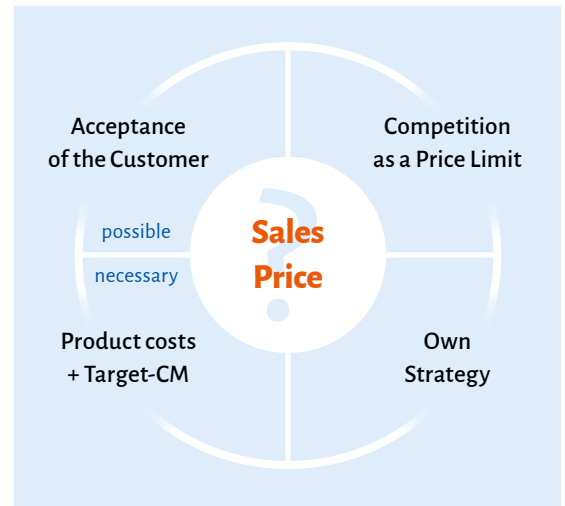 Acceptance
of the Customer
Competition
as a Price Limit
possible
necessary
?
Sales
Price
Product costs
+ Target-CM
Own
Strategy